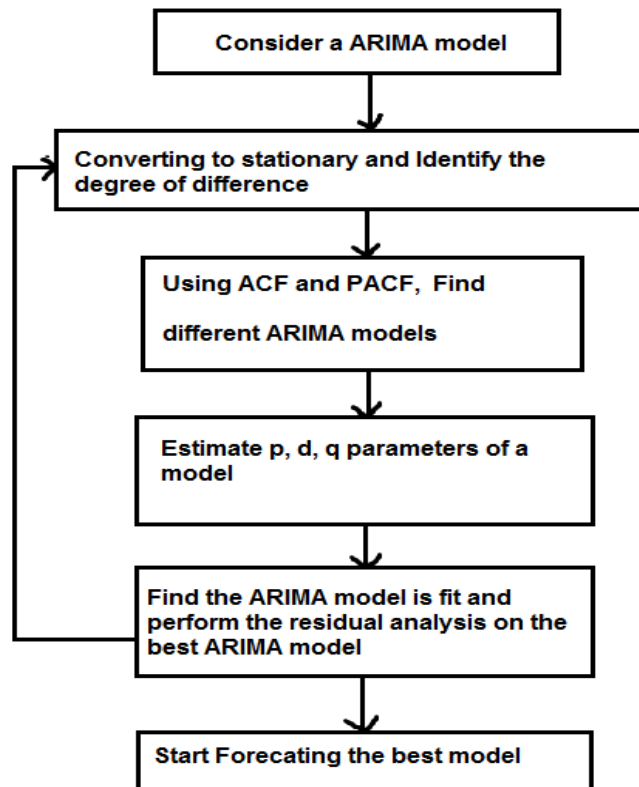 Consider a ARIMA model
Converting to stationary and Identify the
degree of difference
Using ACF and PACF, Find
different ARIMA models
Estimate p, d, q parameters of a
model
Find the ARIMA model is fit and
perform the residual analysis on the
best ARIMA model
Start Forecating the best model